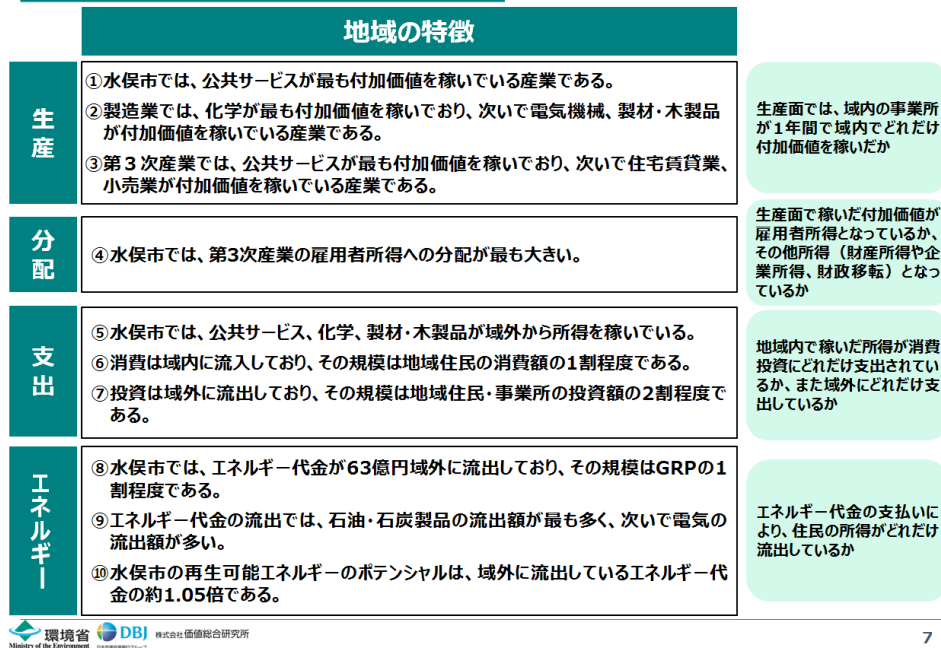 地域の特徴
生産
①水俣市では、公共サービスが最も付加価値を稼いでいる産業である。
②製造業では、化学が最も付加価値を稼いでおり、次いで電気機械、製材・木製品
が付加価値を稼いでいる産業である。
③第３次産業では、公共サービスが最も付加価値を稼いでおり、次いで住宅賃貸業、
小売業が付加価値を稼いでいる産業である。
生産面では、域内の事業所
が１年間で域内でどれだけ
付加価値を稼いだか
分配
④水俣市では、第3次産業の雇用者所得への分配が最も大きい。
生産面で稼いだ付加価値が
雇用者所得となっているか、
その他所得（財産所得や企
業所得、財政移転）となっ
ているか
支出
⑤水俣市では、公共サービス、化学、製材・木製品が域外から所得を稼いでいる。
⑥消費は域内に流入しており、その規模は地域住民の消費額の1割程度である。
⑦投資は域外に流出しており、その規模は地域住民・事業所の投資額の2割程度で
ある。
地域内で稼いだ所得が消費
投資にどれだけ支出されてい
るか、また域外にどれだけ支
出しているか
エネルギー
⑧水俣市では、エネルギー代金が63億円域外に流出しており、その規模はGRPの1
割程度である。
⑨エネルギー代金の流出では、石油・石炭製品の流出額が最も多く、次いで電気の
流出額が多い。
⑩水俣市の再生可能エネルギーのポテンシャルは、域外に流出しているエネルギー代
金の約1.05倍である。
エネルギー代金の支払いに
より、住民の所得がどれだけ
流出しているか
環境省
Ministry of the Environment
DBJ
株式会社価値総合研究所
7